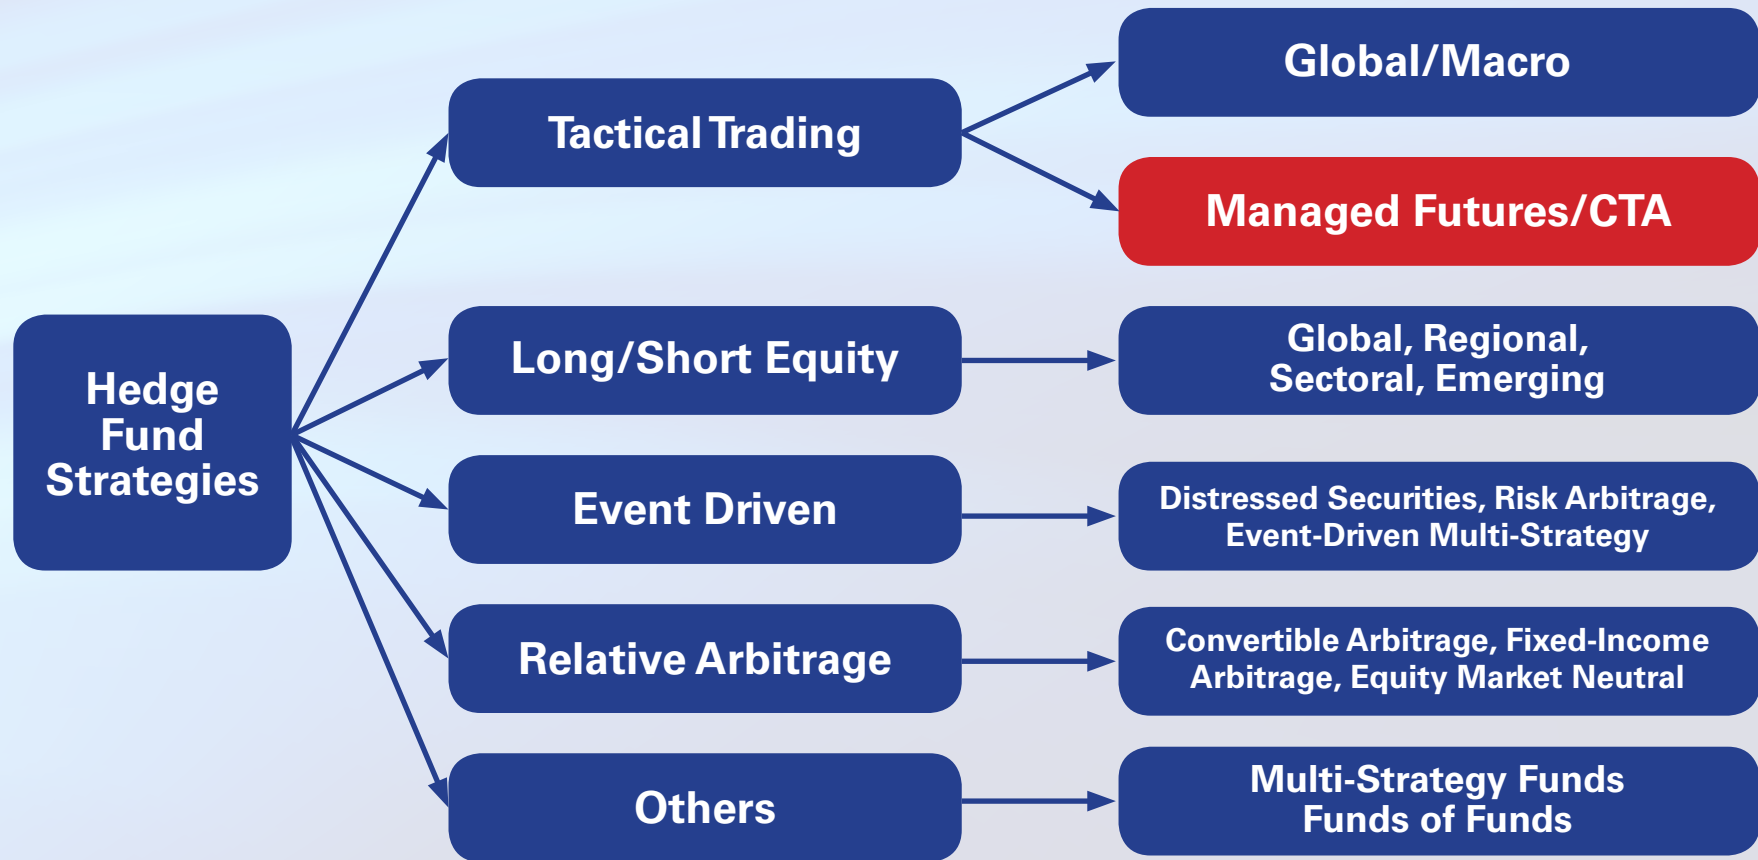 Hedge
Fund
Strategies
Tactical Trading
Global/Macro
Managed Futures/CTA
Long/Short Equity
Global, Regional,
Sectoral, Emerging
Event Driven
Distressed Securities, Risk Arbitrage,
Event-Driven Multi-Strategy
Relative Arbitrage
Convertible Arbitrage, Fixed-Income
Arbitrage, Equity Market Neutral
Others
Multi-Strategy Funds
Funds of Funds